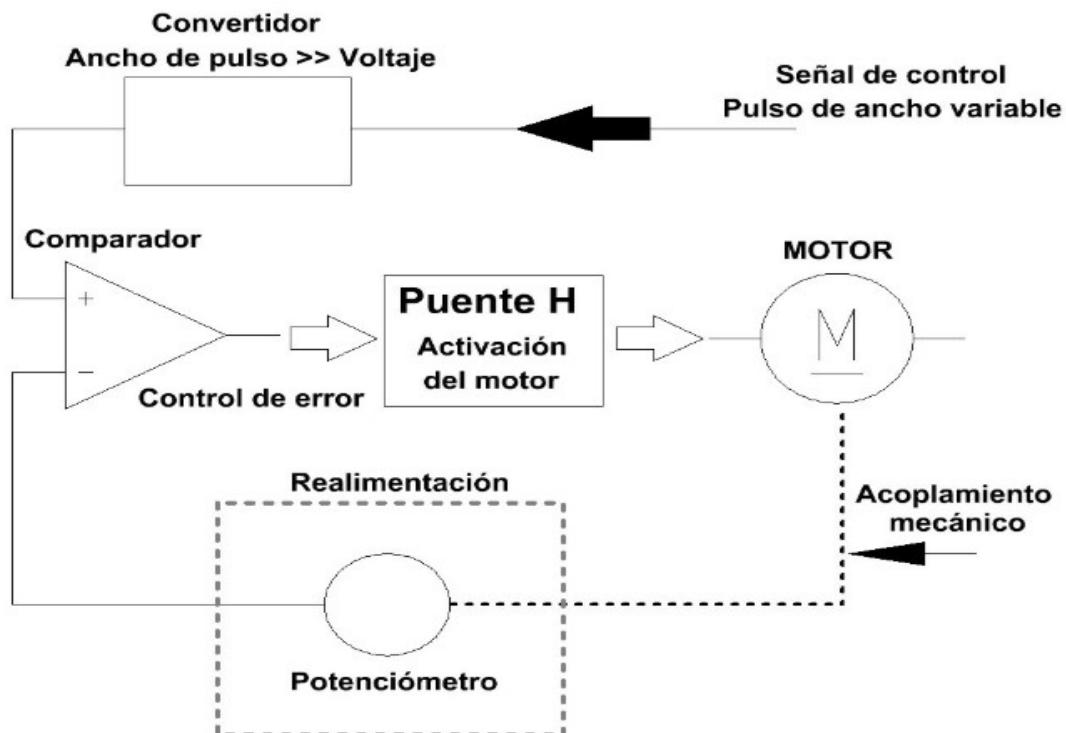 Convertidor
Ancho de pulso >> Voltaje
Señal de control
Pulso de ancho variable
Comparador
+
−
Control de error
Puente H
Activación
del motor
MOTOR
M
Realimentación
Potenciómetro
Acoplamiento
mecánico